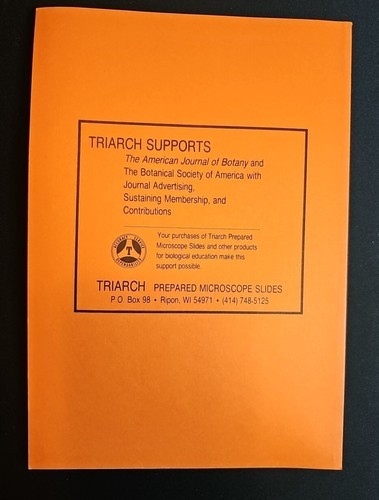 TRIARCH SUPPORTS
The American Journal of Botany and
The Botanical Society of America with
Journal Advertising,
Sustaining Membership, and
Contributions
Your purchases of Triarch Prepared
Microscope Slides and other products
for biological education make this
support possible.
TRIARCH PREPARED MICROSCOPE SLIDES
P.O. Box 98 • Ripon, WI 54971 • (414) 748-5125